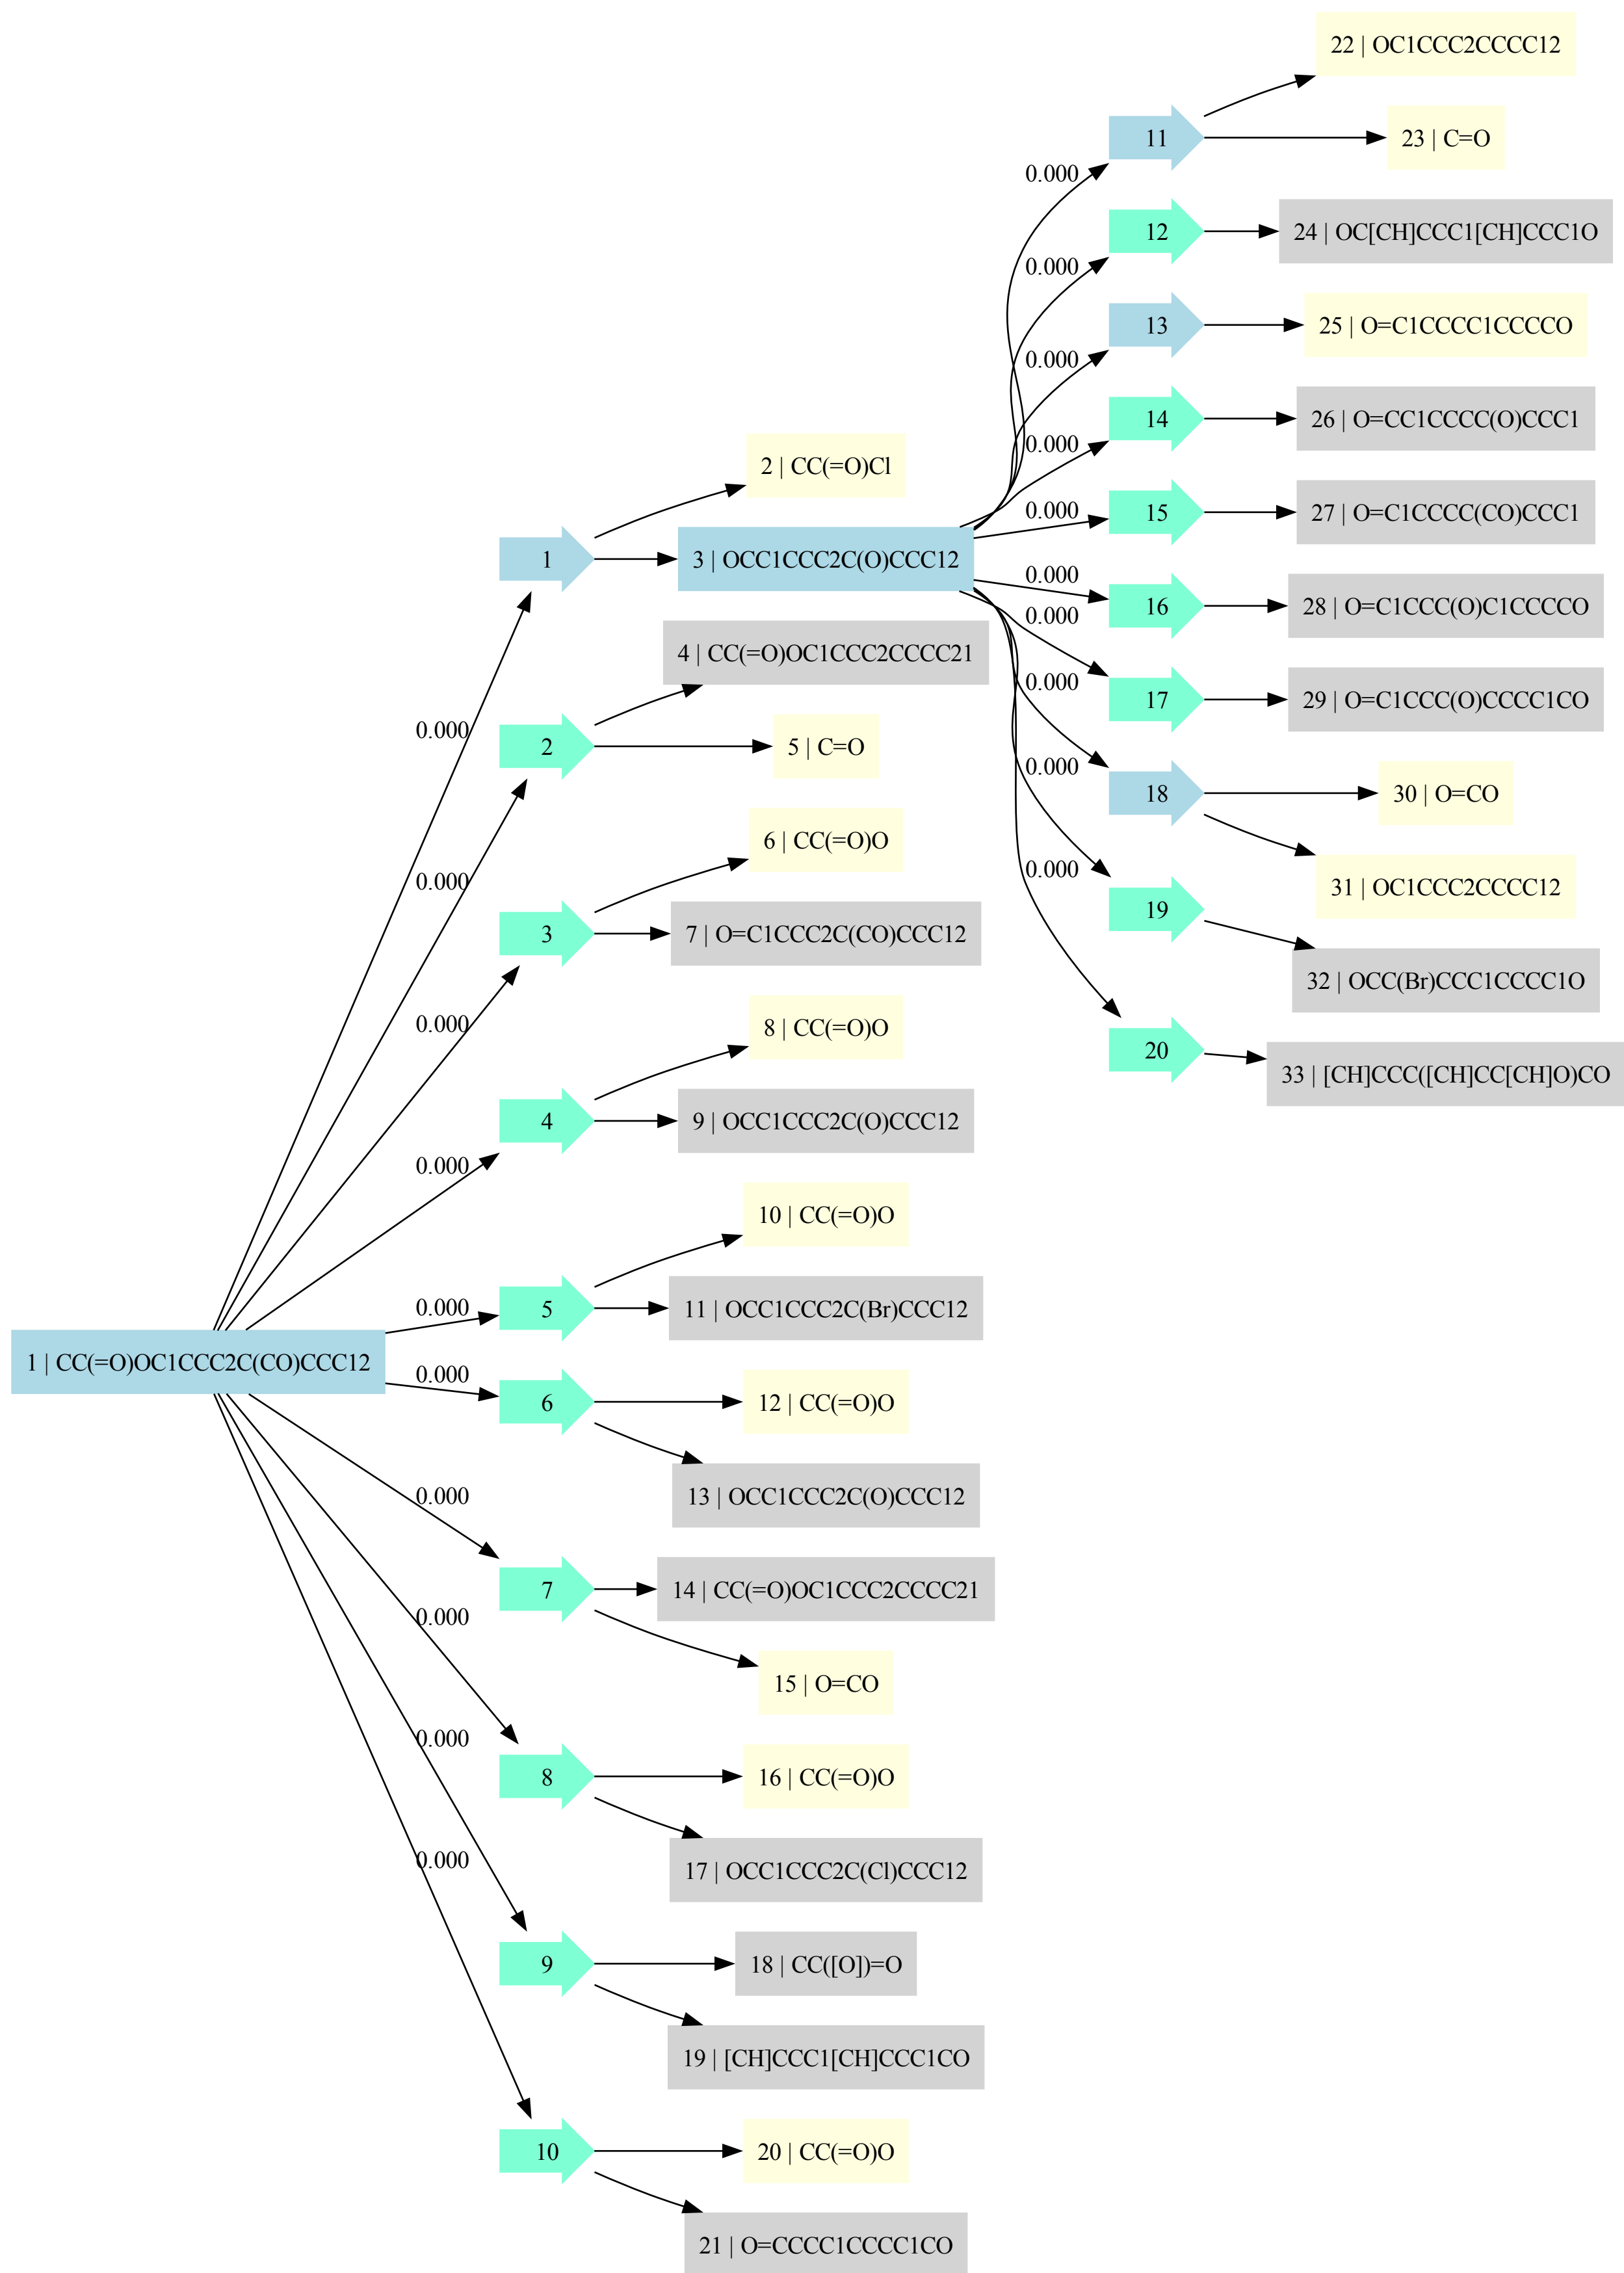 1 | CC(=O)OC1CCC2C(CO)CCC12
0.000
0.000
0.000
0.000
0.000
0.000
0.000
0.000
0.000
0.000
1
2
3
4
5
6
7
8
9
10
2 | CC(=O)Cl
3 | OCC1CCC2C(O)CCC12
4 | CC(=O)OC1CCC2CCCC21
5 | C=O
6 | CC(=O)O
7 | O=C1CCC2C(CO)CCC12
8 | CC(=O)O
9 | OCC1CCC2C(O)CCC12
10 | CC(=O)O
11 | OCC1CCC2C(Br)CCC12
12 | CC(=O)O
13 | OCC1CCC2C(O)CCC12
14 | CC(=O)OC1CCC2CCCC21
15 | O=CO
16 | CC(=O)O
17 | OCC1CCC2C(Cl)CCC12
18 | CC([O])=O
19 | [CH]CCC1[CH]CCC1CO
20 | CC(=O)O
21 | O=CCCC1CCCC1CO
0.000
0.000
0.000
0.000
0.000
0.000
0.000
0.000
0.000
0.000
11
12
13
14
15
16
17
18
19
20
22 | OC1CCC2CCCC12
23 | C=O
24 | OC[CH]CCC1[CH]CCC1O
25 | O=C1CCCC1CCCCO
26 | O=CC1CCCC(O)CCC1
27 | O=C1CCCC(CO)CCC1
28 | O=C1CCC(O)C1CCCCO
29 | O=C1CCC(O)CCCC1CO
30 | O=CO
31 | OC1CCC2CCCC12
32 | OCC(Br)CCC1CCCC1O
33 | [CH]CCC([CH]CC[CH]O)CO